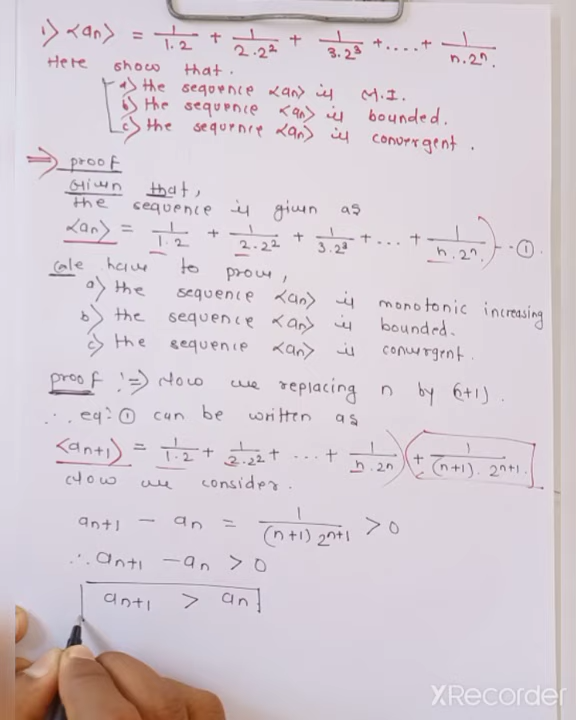 1) <an> = 1/1.2 + 1/2.2² + 1/3.2³ + .... + 1/n.2ⁿ.
Here show that.
a) the sequence <an> is M.I.
b) the sequence <an> is bounded.
c) the sequence <an> is convergent.
=> proof
Given that,
the sequence is given as
<an> = 1/1.2 + 1/2.2² + 1/3.2³ + ... + 1/n.2ⁿ. -- ①.
we have to prove,
a) the sequence <an> is monotonic increasing
b) the sequence <an> is bounded.
c) the sequence <an> is convergent.
proof :=> Now we replacing n by (n+1).
∴ eq: ① can be written as
<an+1> = 1/1.2 + 1/2.2² + ... + 1/n.2n + 1/(n+1).2ⁿ⁺¹.
Now we consider.
an+1 - an = 1/(n+1) 2ⁿ⁺¹ > 0
∴ an+1 - an > 0
an+1 > an
XRecorder